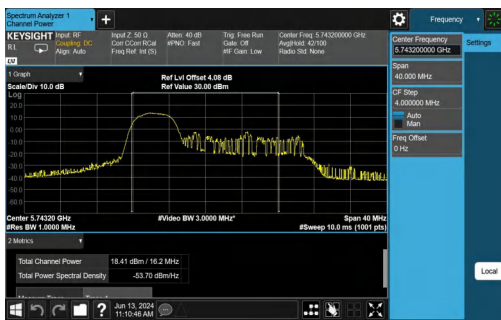 Spectrum Analyzer 1
Channel Power
Frequency
KEYSIGHT
RL
Input: RF
Coupling: DC
Align: Auto
Input Z: 50 Ω
Corr CCorr RCal
Freq Ref: Int (S)
Atten: 40 dB
#PNO: Fast
Trig: Free Run
Gate: Off
#IF Gain: Low
Center Freq: 5.743200000 GHz
Avg|Hold: 42/100
Radio Std: None
LXI
Center Frequency
5.743200000 GHz
Settings
Span
40.000 MHz
CF Step
4.000000 MHz
Auto
Man
Freq Offset
0 Hz
Local
1 Graph
Scale/Div 10.0 dB
Ref Lvl Offset 4.08 dB
Ref Value 30.00 dBm
Log
20.0
10.0
0.00
-10.0
-20.0
-30.0
-40.0
-50.0
-60.0
Center 5.74320 GHz
#Video BW 3.0000 MHz*
Span 40 MHz
#Res BW 1.0000 MHz
#Sweep 10.0 ms (1001 pts)
2 Metrics
Total Channel Power
18.41 dBm / 16.2 MHz
Total Power Spectral Density
-53.70 dBm/Hz
?
Jun 13, 2024
11:10:46 AM